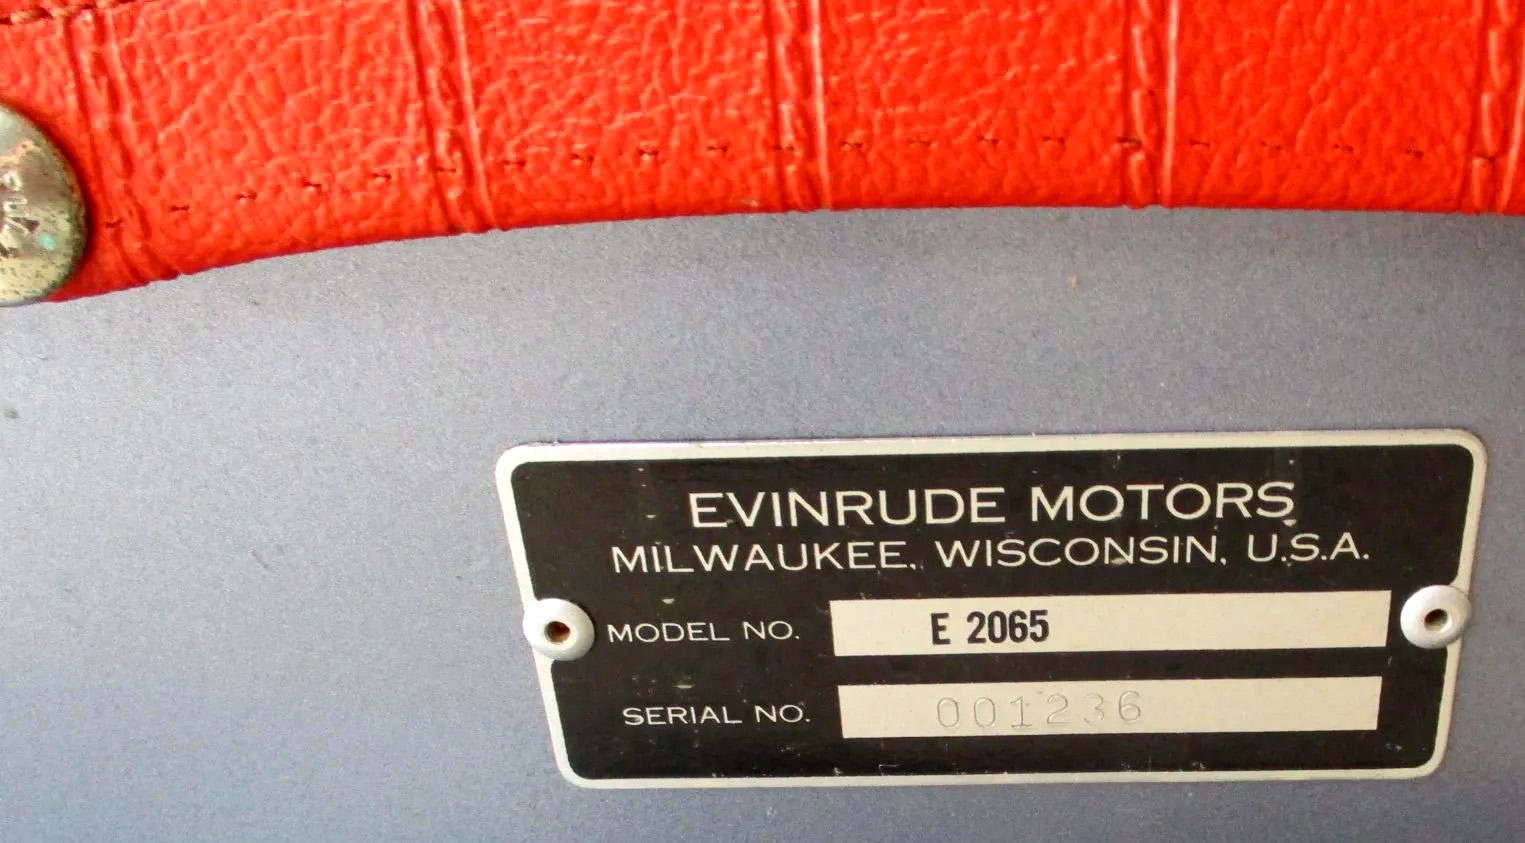 EVINRUDE MOTORS
MILWAUKEE, WISCONSIN, U.S.A.
MODEL NO. E 2065
SERIAL NO. 001236